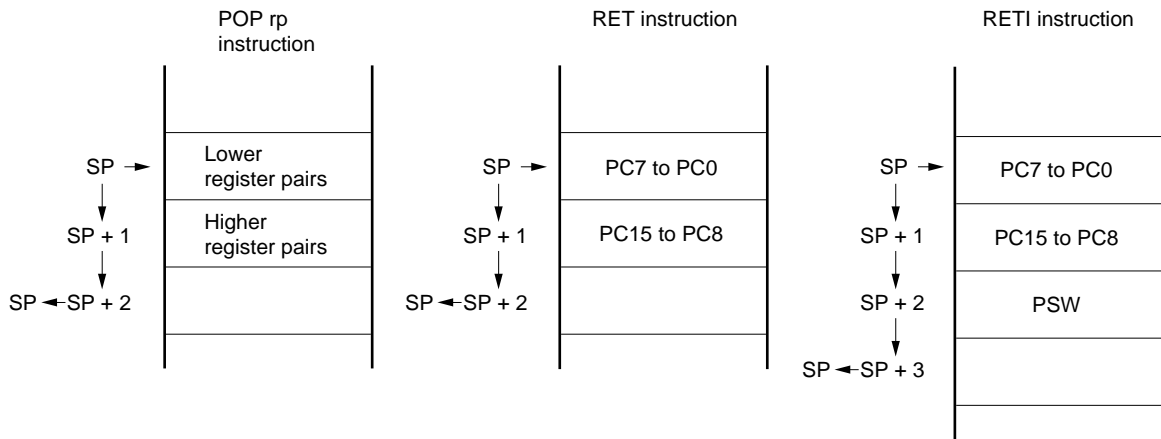 POP rp
instruction
SP
Lower
register pairs
SP + 1
Higher
register pairs
SP
SP + 2
RET instruction
SP
PC7 to PC0
SP + 1
PC15 to PC8
SP
SP + 2
RETI instruction
SP
PC7 to PC0
SP + 1
PC15 to PC8
SP + 2
PSW
SP
SP + 3